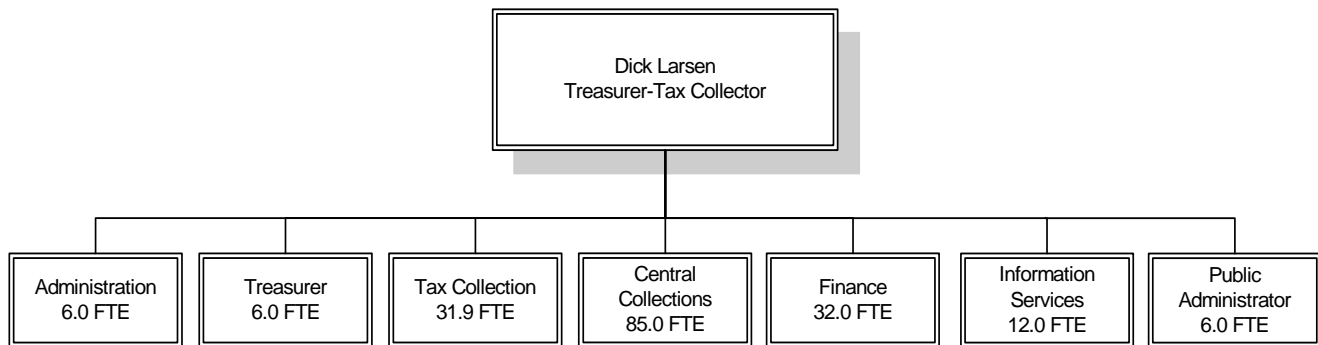 Dick Larsen
Treasurer-Tax Collector
Administration
6.0 FTE
Treasurer
6.0 FTE
Tax Collection
31.9 FTE
Central
Collections
85.0 FTE
Finance
32.0 FTE
Information
Services
12.0 FTE
Public
Administrator
6.0 FTE